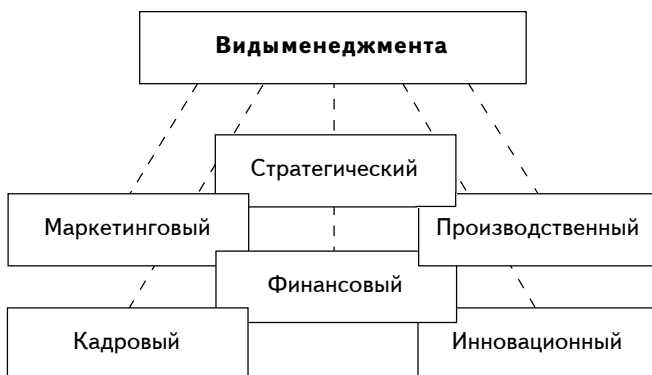 Видыменеджмента
Стратегический
Маркетинговый
Производственный
Финансовый
Кадровый
Инновационный